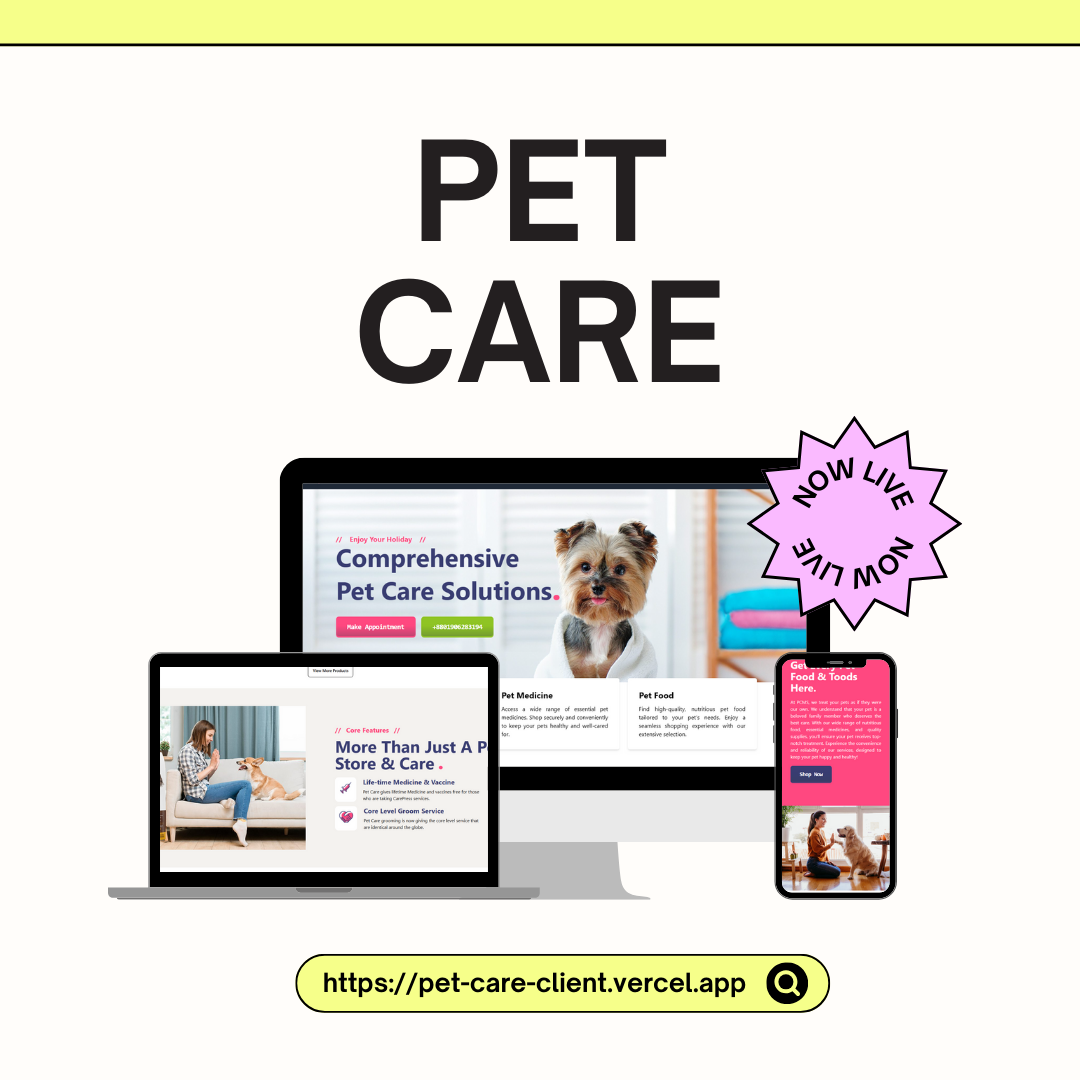 PET
CARE
NOW LIVE
NOW LIVE
// Enjoy Your Holiday //
Comprehensive
Pet Care Solutions.
Make Appointment
+8801906283194
Pet Medicine
Access a wide range of essential pet
medicines. Shop securely and conveniently
to keep your pets healthy and well-cared
for.
Pet Food
Find high-quality, nutritious pet food
tailored to your pet's needs. Enjoy a
seamless shopping experience with our
extensive selection.
View More Products
// Core Features //
More Than Just A P
Store & Care .
Life-time Medicine & Vaccine
Pet Care gives lifetime Medicine and vaccines free for those
who are taking CarePress services.
Core Level Groom Service
Pet Care grooming is now giving the core level service that
are identical around the globe.
Food & Toods
Here.
At PCMS, we treat your pets as if they were
our own. We understand that your pet is a
beloved family member who deserves the
best care. With our wide range of nutritious
food, essential medicines, and quality
supplies, you'll ensure your pet receives top-
notch treatment. Experience the convenience
and reliability of our services, designed to
keep your pet happy and healthy!
Shop Now
https://pet-care-client.vercel.app